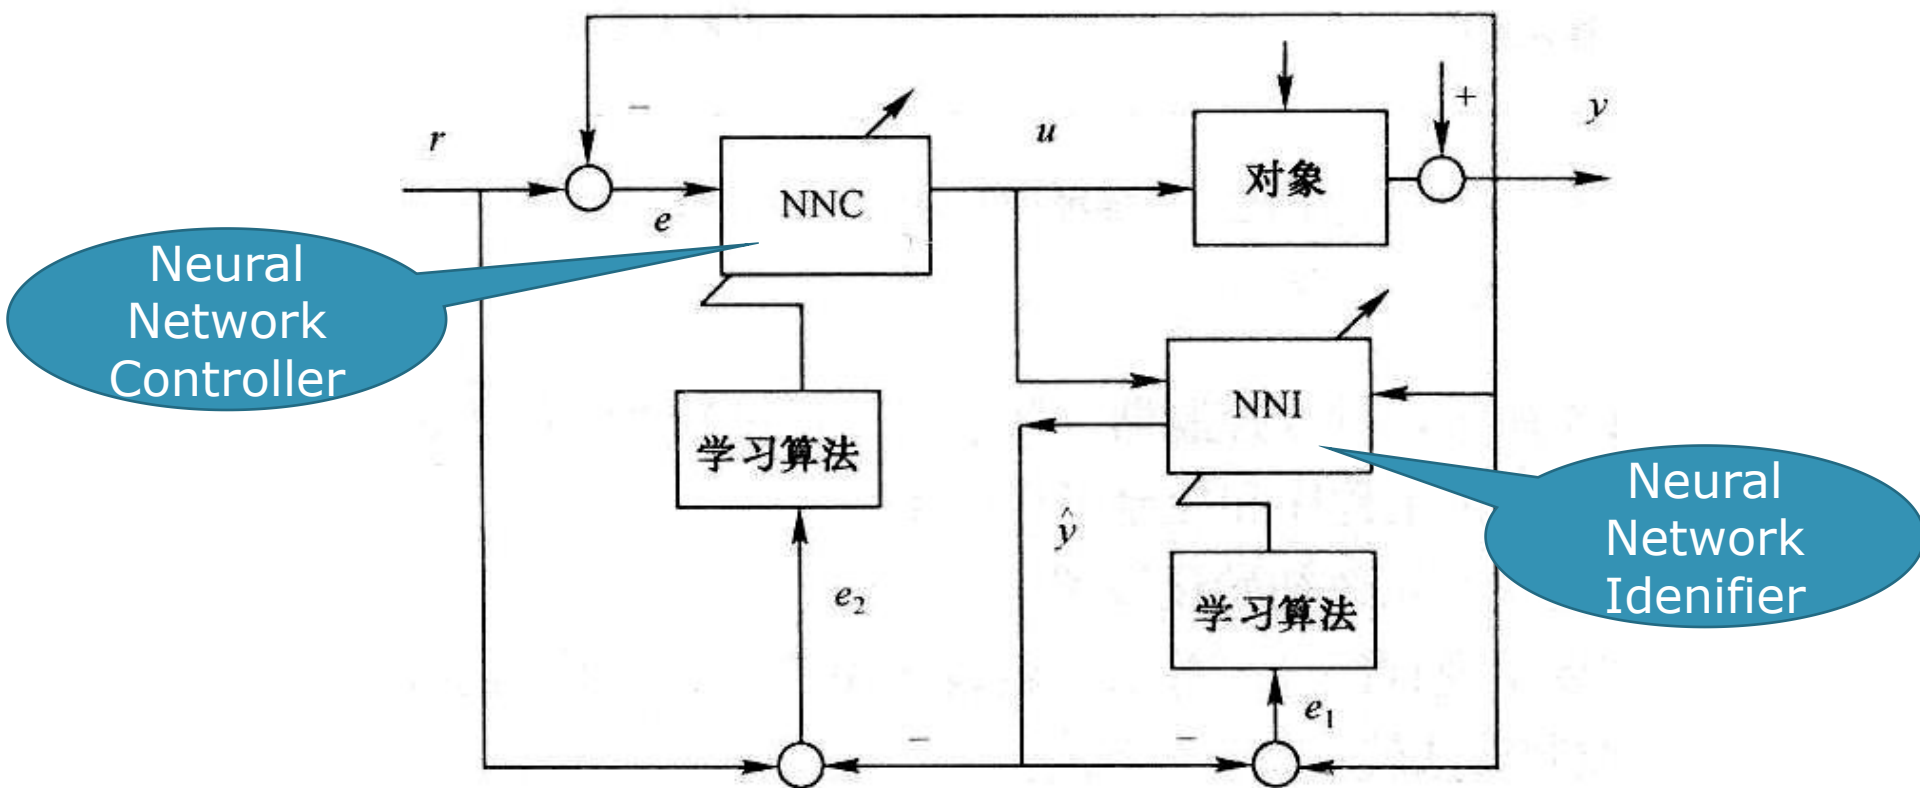 −
+
r
u
y
e
NNC
对象
Neural
Network
Controller
NNI
学习算法
ŷ
Neural
Network
Idenifier
e₂
学习算法
e₁
−
−